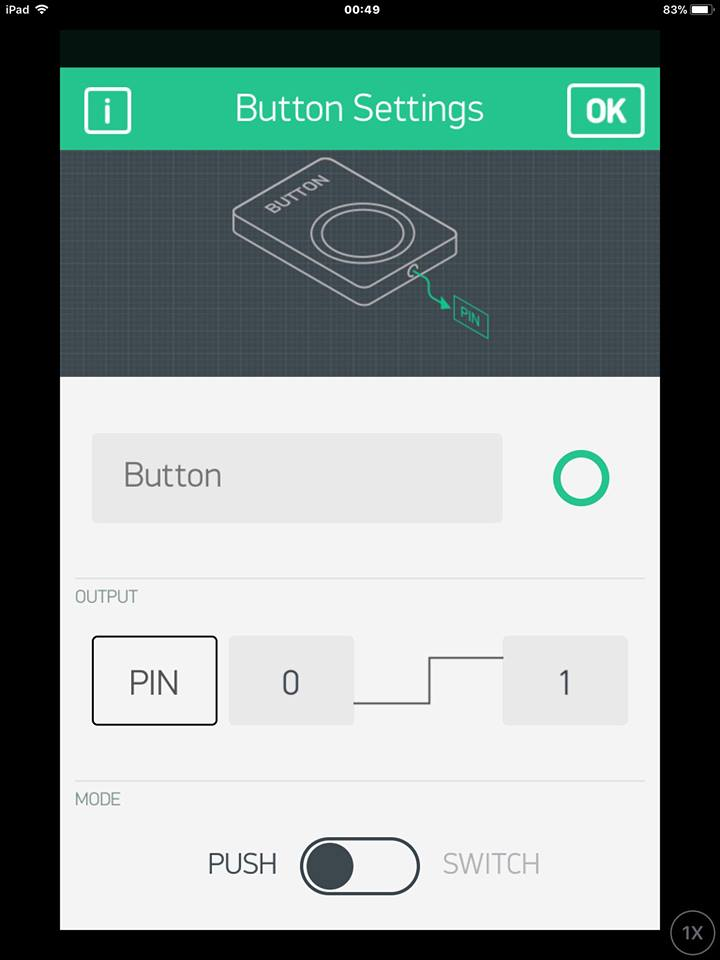 iPad 00:49 83%
i Button Settings OK
BUTTON
PIN
Button
OUTPUT
PIN 0 1
MODE
PUSH SWITCH
1X